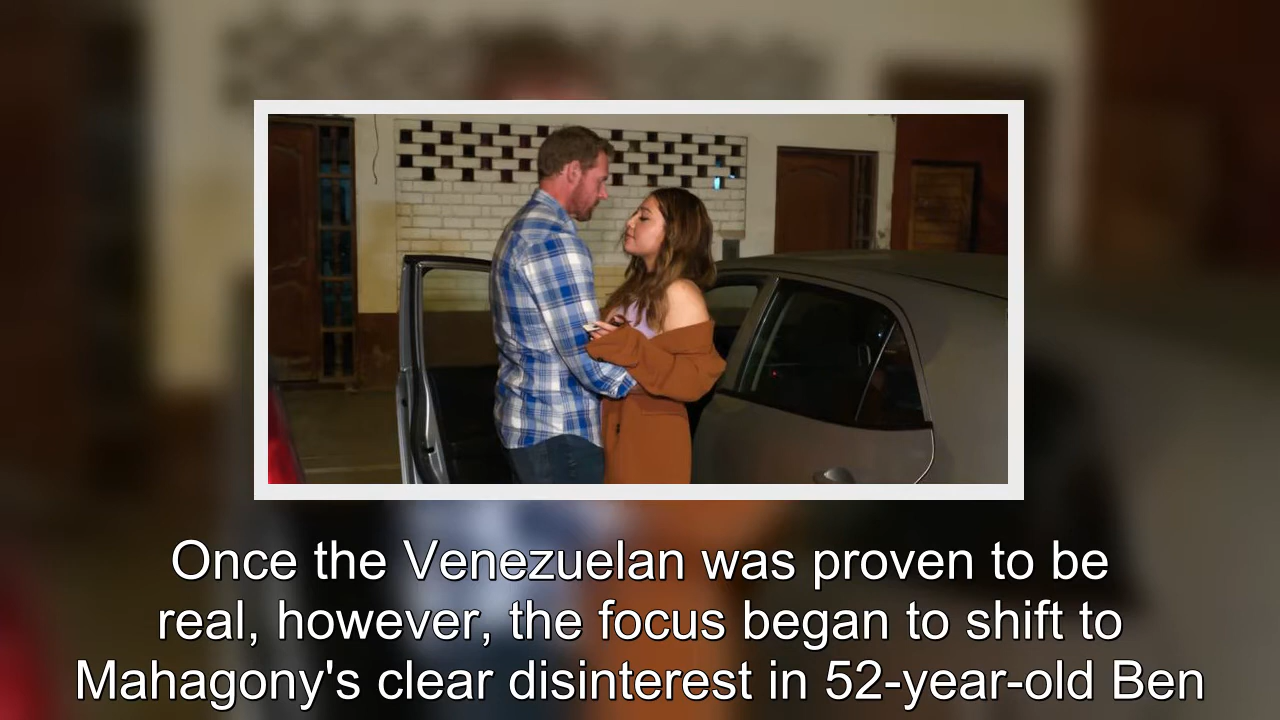 Once the Venezuelan was proven to be
real, however, the focus began to shift to
Mahagony's clear disinterest in 52-year-old Ben